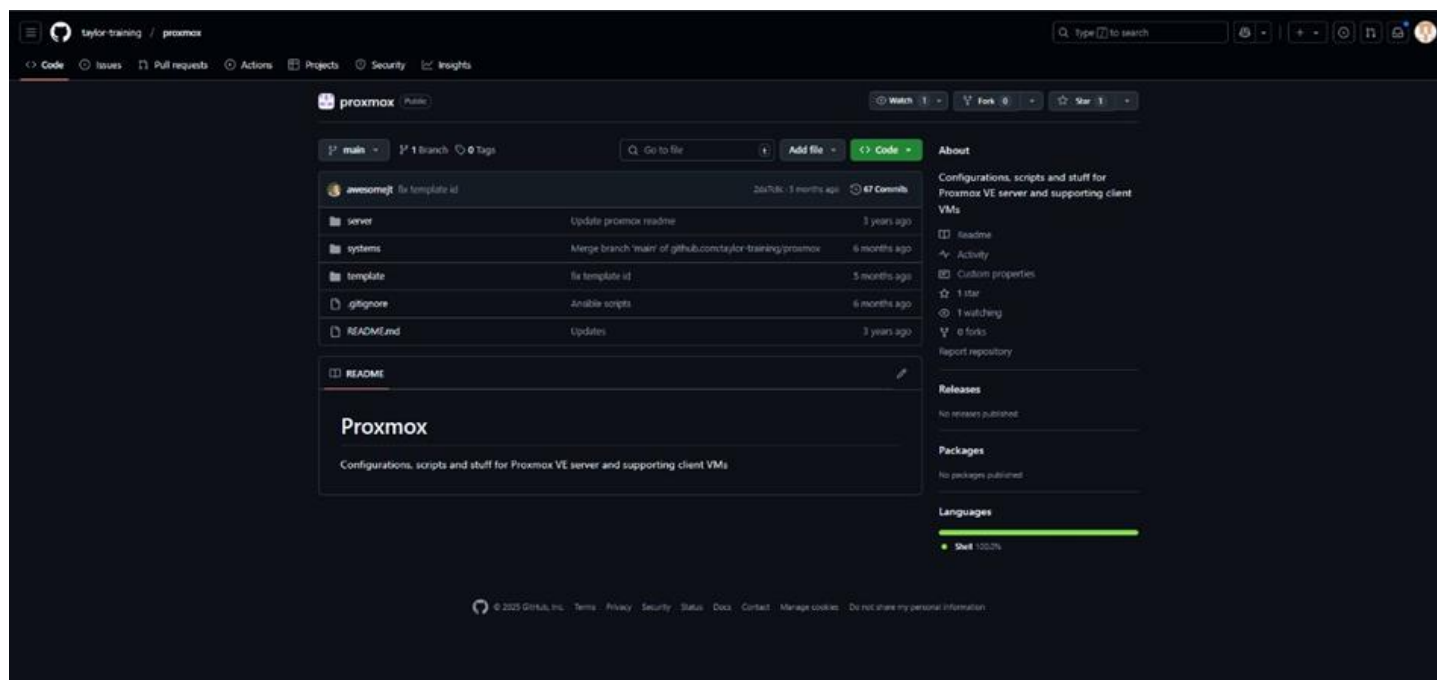 taylor-training / proxmox
Type / to search
Code Issues Pull requests Actions Projects Security Insights
proxmox Public
Watch 1 Fork 0 Star 1
main 1 Branch 0 Tags
Go to file t Add file Code
awesomejt fix template id 5 months ago 67 Commits
server Update proxmox readme 3 years ago
systems Merge branch 'main' of github.com:taylor-training/proxmox 6 months ago
template fix template id 5 months ago
.gitignore Ansible scripts 6 months ago
README.md Updates 3 years ago
README
Proxmox
Configurations, scripts and stuff for Proxmox VE server and supporting client VMs
About
Configurations, scripts and stuff for
Proxmox VE server and supporting client
VMs
Readme
Activity
Custom properties
1 star
1 watching
0 forks
Report repository
Releases
No releases published
Packages
No packages published
Languages
Shell 100.0%
© 2025 GitHub, Inc. Terms Privacy Security Status Docs Contact Manage cookies Do not share my personal information